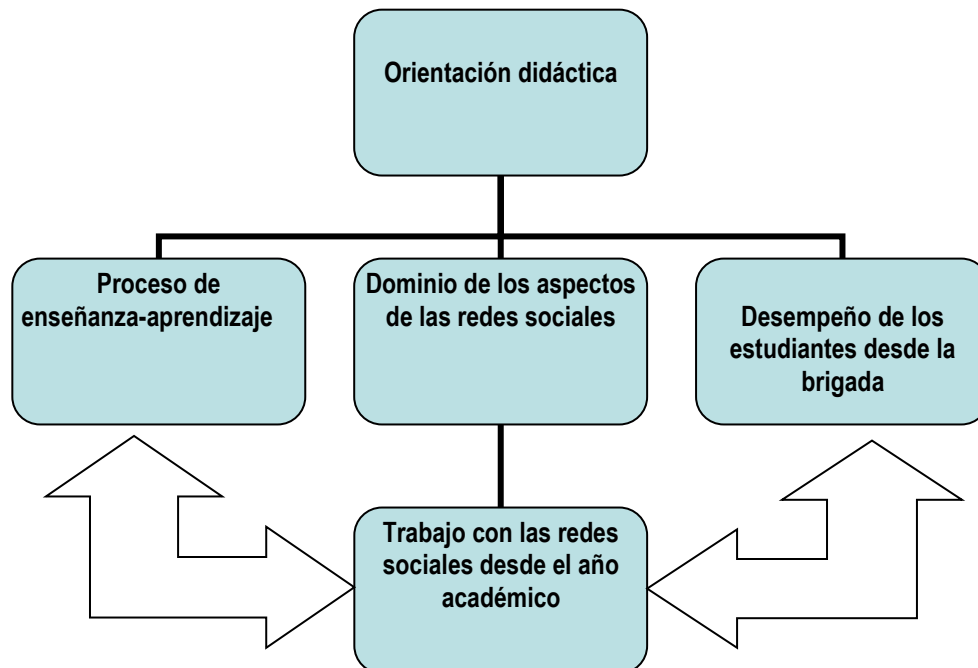 Orientación didáctica
Proceso de
enseñanza-aprendizaje
Dominio de los aspectos
de las redes sociales
Desempeño de los
estudiantes desde la
brigada
Trabajo con las redes
sociales desde el año
académico